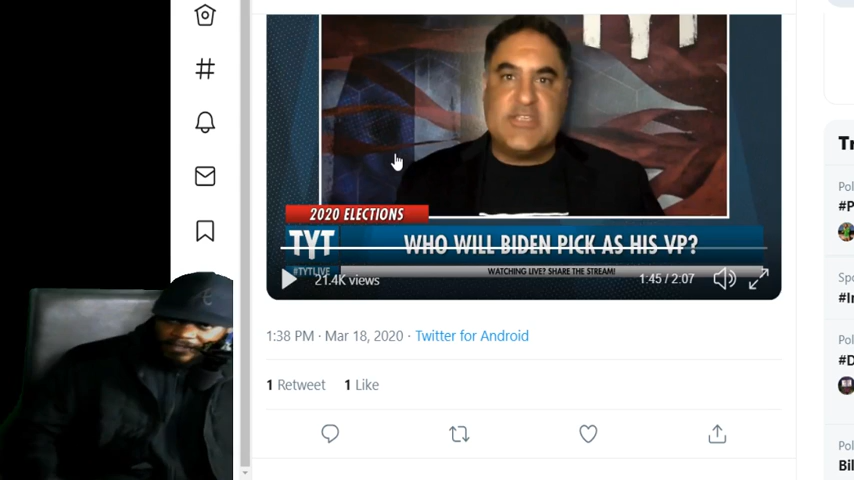 TYT
2020 ELECTIONS
TYT
WHO WILL BIDEN PICK AS HIS VP?
#TYTLIVE
WATCHING LIVE? SHARE THE STREAM!
21.4K views
1:45 / 2:07
1:38 PM · Mar 18, 2020 · Twitter for Android
1 Retweet 1 Like
Tr
Pol
#P
Spo
#In
Pol
#D
Pol
Bil